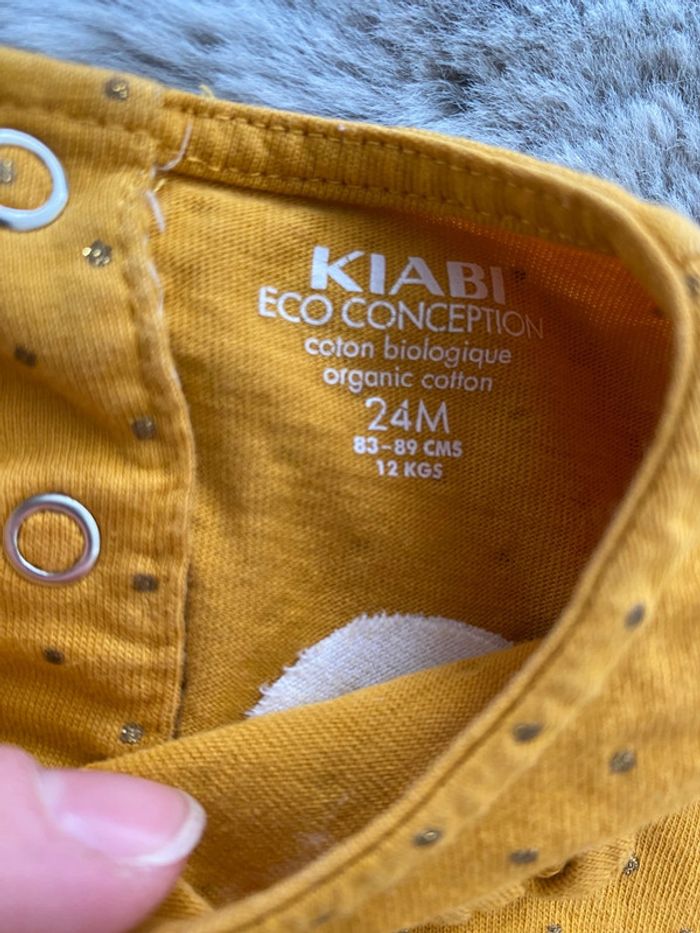 KIABI
ECO CONCEPTION
coton biologique
organic cotton
24M
83-89 CMS
12 KGS